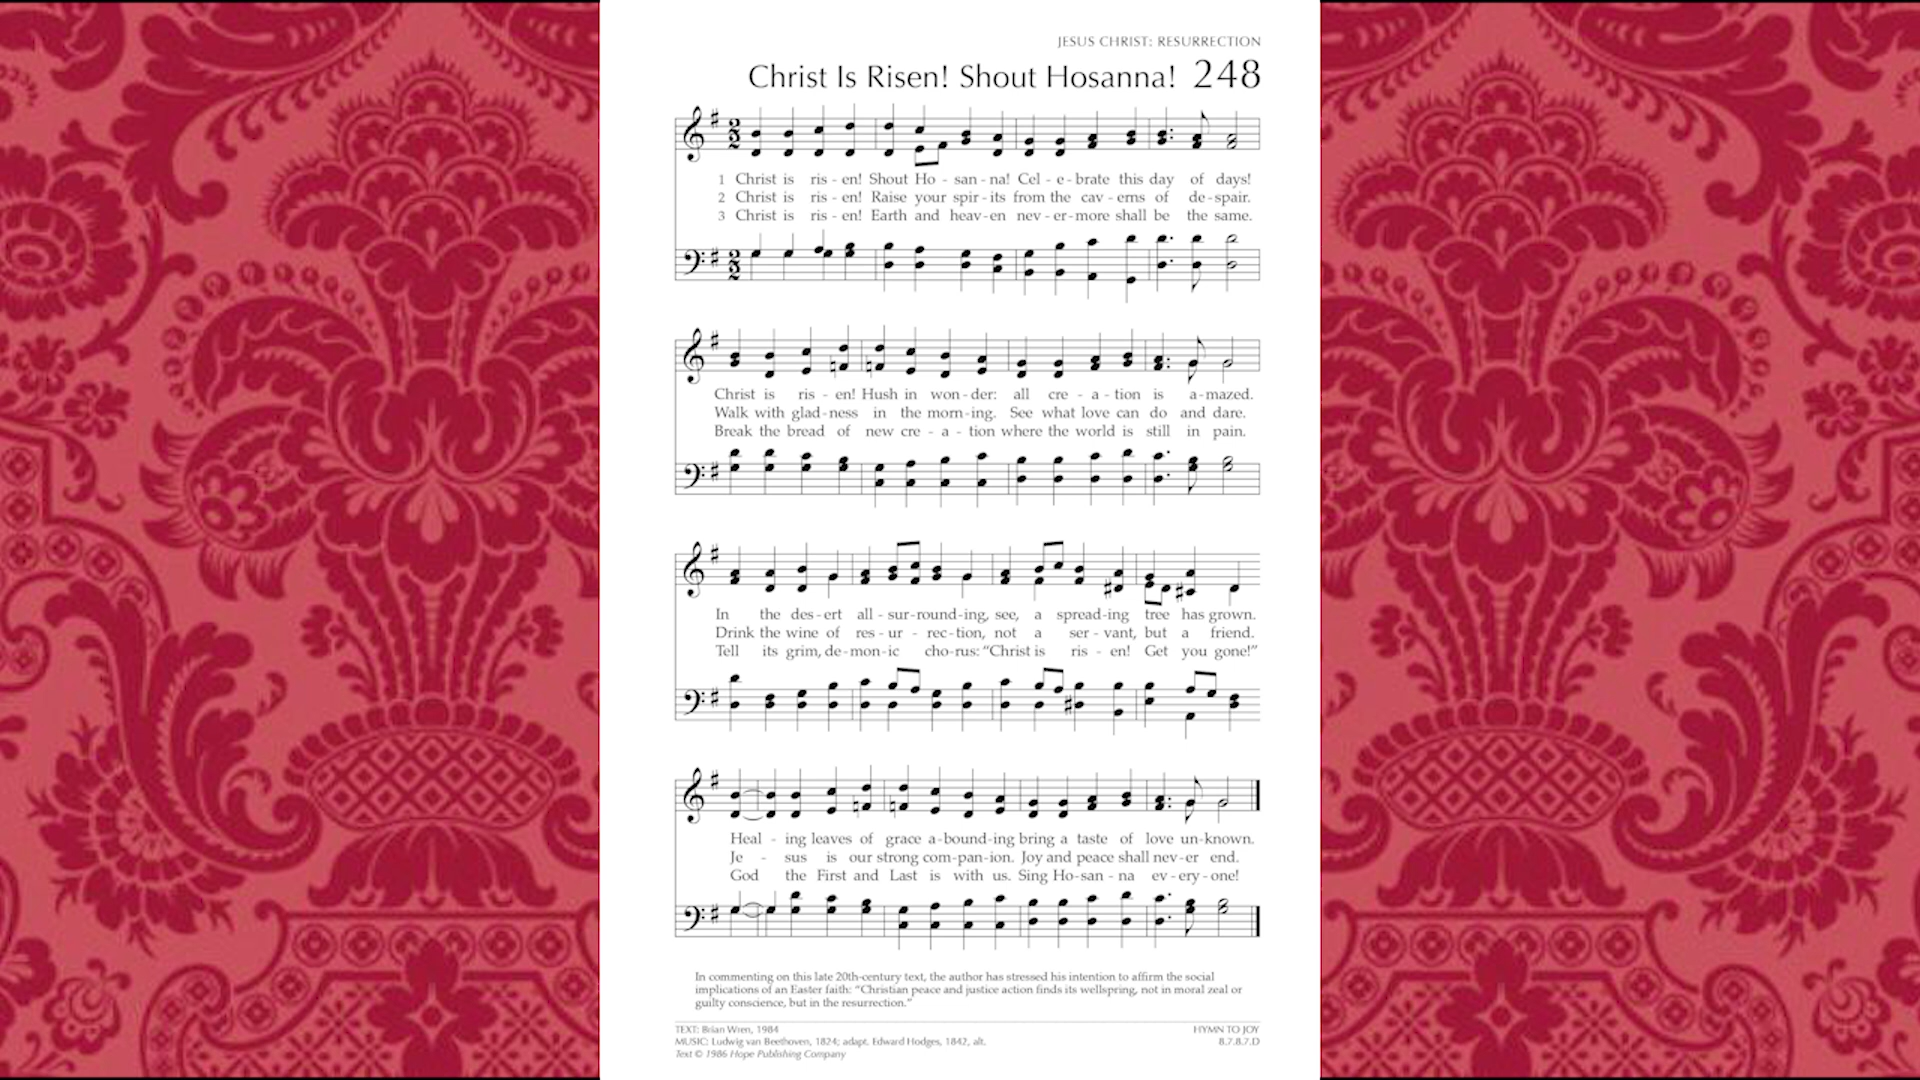 JESUS CHRIST: RESURRECTION
Christ Is Risen! Shout Hosanna! 248
1 Christ is ris - en! Shout Ho - san - na! Cel - e - brate this day of days!
2 Christ is ris - en! Raise your spir - its from the cav - erns of de - spair.
3 Christ is ris - en! Earth and heav - en nev - er - more shall be the same.
Christ is ris - en! Hush in won - der: all cre - a - tion is a - mazed.
Walk with glad - ness in the morn - ing. See what love can do and dare.
Break the bread of new cre - a - tion where the world is still in pain.
In the des - ert all - sur - round - ing, see, a spread - ing tree has grown.
Drink the wine of res - ur - rec - tion, not a ser - vant, but a friend.
Tell its grim, de - mon - ic cho - rus: “Christ is ris - en! Get you gone!”
Heal - ing leaves of grace a - bound - ing bring a taste of love un - known.
Je - sus is our strong com - pan - ion. Joy and peace shall nev - er end.
God the First and Last is with us. Sing Ho - san - na ev - ery - one!
In commenting on this late 20th-century text, the author has stressed his intention to affirm the social
implications of an Easter faith: “Christian peace and justice action finds its wellspring, not in moral zeal or
guilty conscience, but in the resurrection.”
TEXT: Brian Wren, 1984 HYMN TO JOY
MUSIC: Ludwig van Beethoven, 1824; adapt. Edward Hodges, 1842, alt. 8.7.8.7.D
Text © 1986 Hope Publishing Company